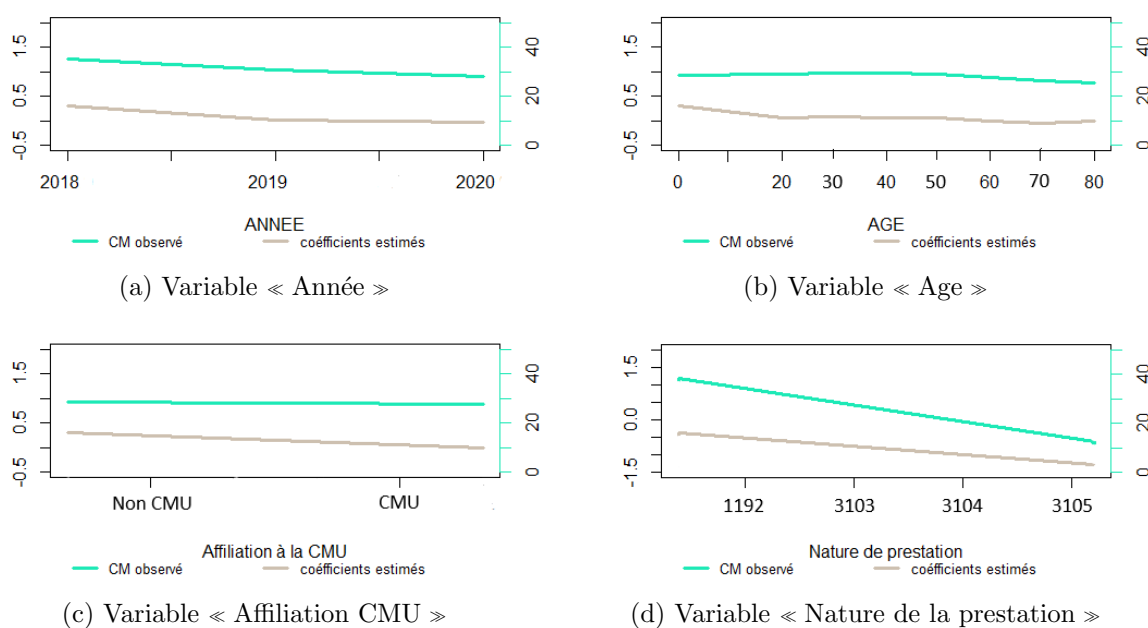 1.5
0.5
-0.5
40
20
0
2018 2019 2020
ANNEE
CM observé coéfficients estimés
(a) Variable « Année »
1.5
0.5
-0.5
40
20
0
0 20 30 40 50 60 70 80
AGE
CM observé coéfficients estimés
(b) Variable « Age »
1.5
0.5
-0.5
40
20
0
Non CMU CMU
Affiliation à la CMU
CM observé coéfficients estimés
(c) Variable « Affiliation CMU »
1.5
0.0
-1.5
40
20
0
1192 3103 3104 3105
Nature de prestation
CM observé coéfficients estimés
(d) Variable « Nature de la prestation »